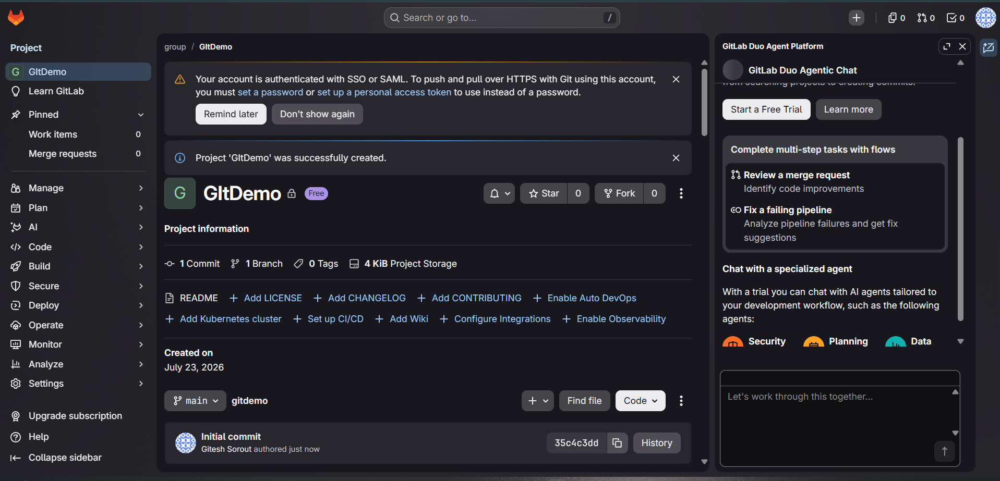 Search or go to...
/
0
0
0
Project
G
GItDemo
Learn GitLab
Pinned
Work items
0
Merge requests
0
Manage
Plan
AI
Code
Build
Secure
Deploy
Operate
Monitor
Analyze
Settings
Upgrade subscription
Help
Collapse sidebar
group / GItDemo
Your account is authenticated with SSO or SAML. To push and pull over HTTPS with Git using this account,
you must set a password or set up a personal access token to use instead of a password.
Remind later
Don't show again
Project 'GItDemo' was successfully created.
G
GItDemo
Free
Star
0
Fork
0
Project information
1 Commit
1 Branch
0 Tags
4 KiB Project Storage
README
Add LICENSE
Add CHANGELOG
Add CONTRIBUTING
Enable Auto DevOps
Add Kubernetes cluster
Set up CI/CD
Add Wiki
Configure Integrations
Enable Observability
Created on
July 23, 2026
main
gitdemo
Find file
Code
Initial commit
Gitesh Sorout authored just now
35c4c3dd
History
GitLab Duo Agent Platform
GitLab Duo Agentic Chat
from searching projects to creating commits.
Start a Free Trial
Learn more
Complete multi-step tasks with flows
Review a merge request
Identify code improvements
Fix a failing pipeline
Analyze pipeline failures and get fix
suggestions
Chat with a specialized agent
With a trial you can chat with AI agents tailored to
your development workflow, such as the following
agents:
Security
Planning
Data
Let's work through this together...